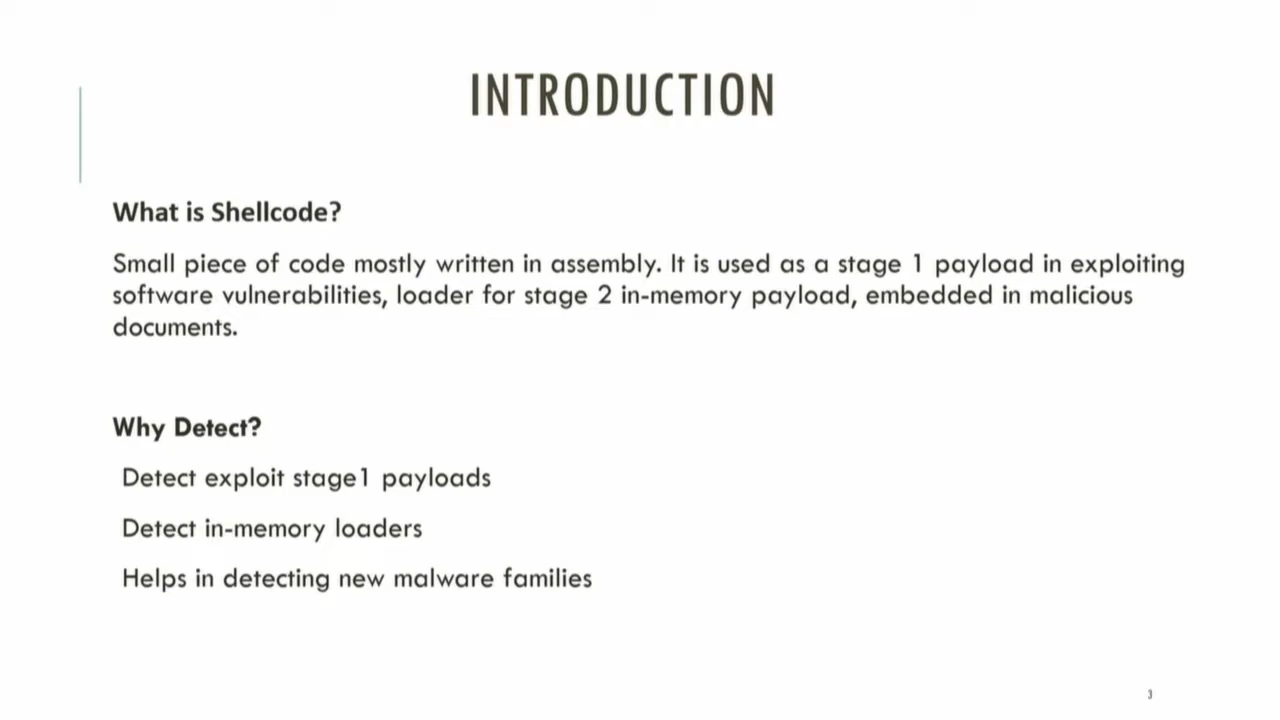 INTRODUCTION
What is Shellcode?
Small piece of code mostly written in assembly. It is used as a stage 1 payload in exploiting
software vulnerabilities, loader for stage 2 in-memory payload, embedded in malicious
documents.
Why Detect?
Detect exploit stage1 payloads
Detect in-memory loaders
Helps in detecting new malware families
3